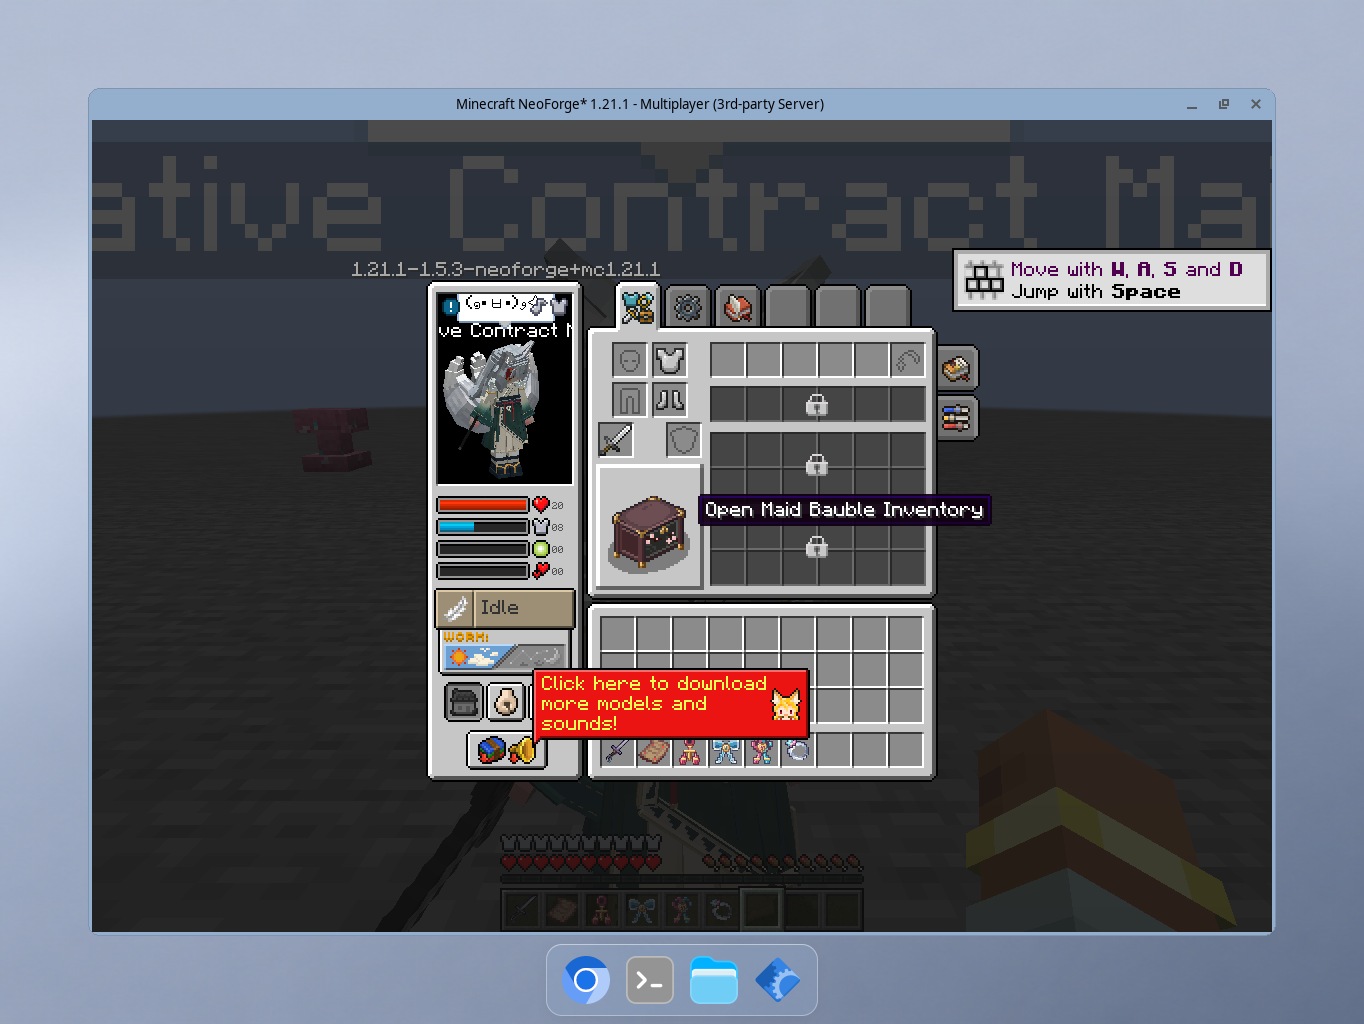 Minecraft NeoForge* 1.21.1 - Multiplayer (3rd-party Server)
ative Contract Ma
1.21.1-1.5.3-neoforge+mc1.21.1
Move with W, A, S and D
Jump with Space
ve Contract M
20
08
00
00
Open Maid Bauble Inventory
Idle
WORK:
Click here to download
more models and
sounds!